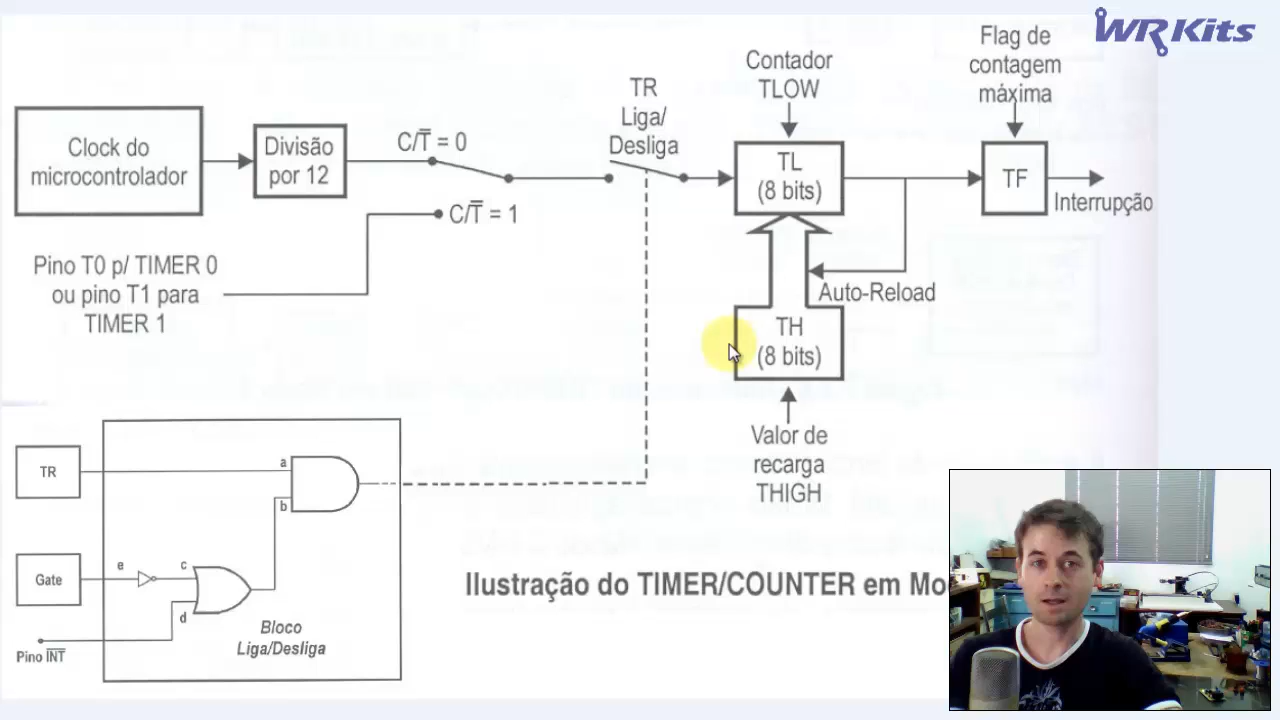 WR Kits
Flag de
contagem
máxima
Contador
TLOW
TR
Liga/
Desliga
Clock do
microcontrolador
Divisão
por 12
C/T̅ = 0
TL
(8 bits)
TF
Interrupção
C/T̅ = 1
Pino T0 p/ TIMER 0
ou pino T1 para
TIMER 1
Auto-Reload
TH
(8 bits)
Valor de
recarga
THIGH
TR
a
b
Gate
e
c
d
Pino I̅N̅T̅
Bloco
Liga/Desliga
Ilustração do TIMER/COUNTER em Mo